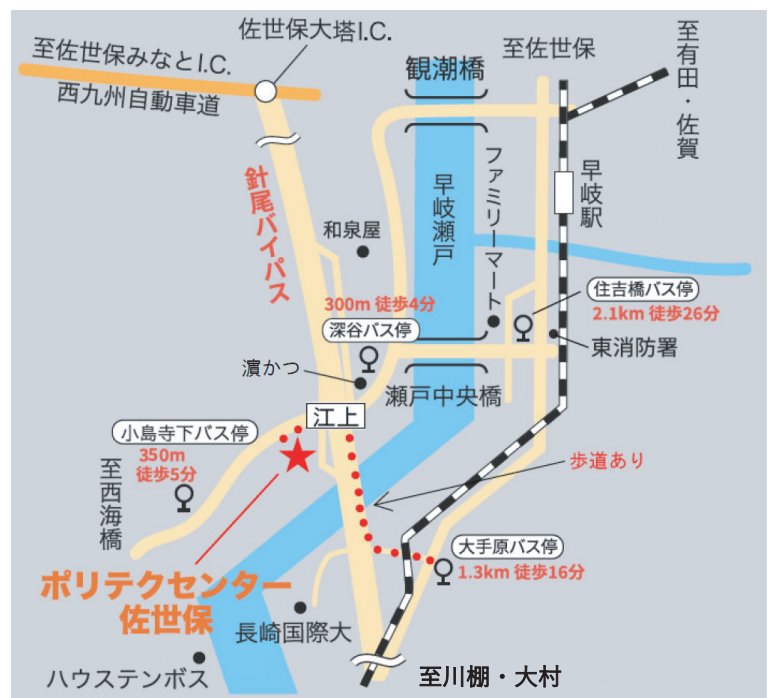 佐世保大塔I.C.
至佐世保みなとI.C.
西九州自動車道
観潮橋
至佐世保
至有田・佐賀
針尾バイパス
早岐瀬戸
ファミリーマート
早岐駅
和泉屋
300m 徒歩4分
深谷バス停
住吉橋バス停
2.1km 徒歩26分
東消防署
濵かつ
瀬戸中央橋
江上
小島寺下バス停
350m
徒歩5分
至西海橋
歩道あり
大手原バス停
1.3km 徒歩16分
ポリテクセンター
佐世保
長崎国際大
ハウステンボス
至川棚・大村